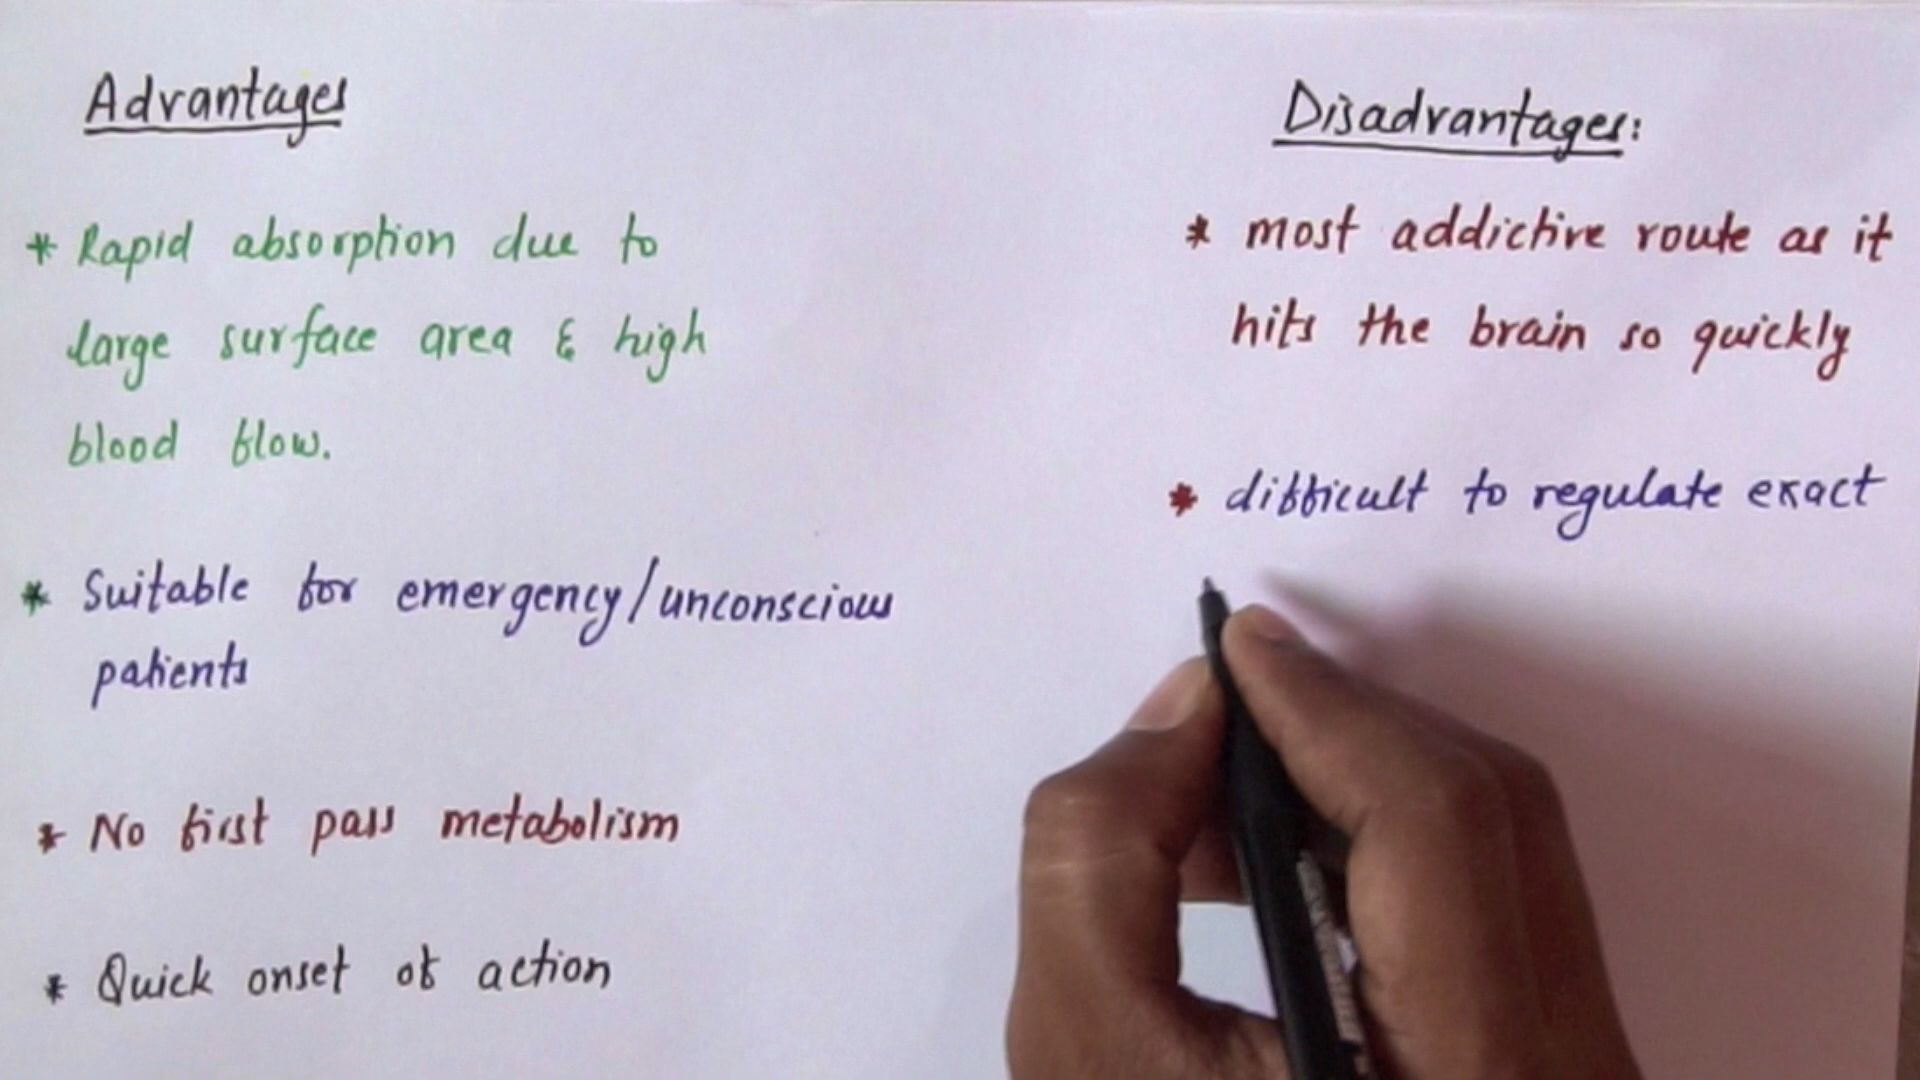 Advantages
* Rapid absorption due to
large surface area & high
blood flow.
* Suitable for emergency/unconscious
patients
* No first pass metabolism
* Quick onset of action
Disadvantages:
* most addictive route as it
hits the brain so quickly
* difficult to regulate exact